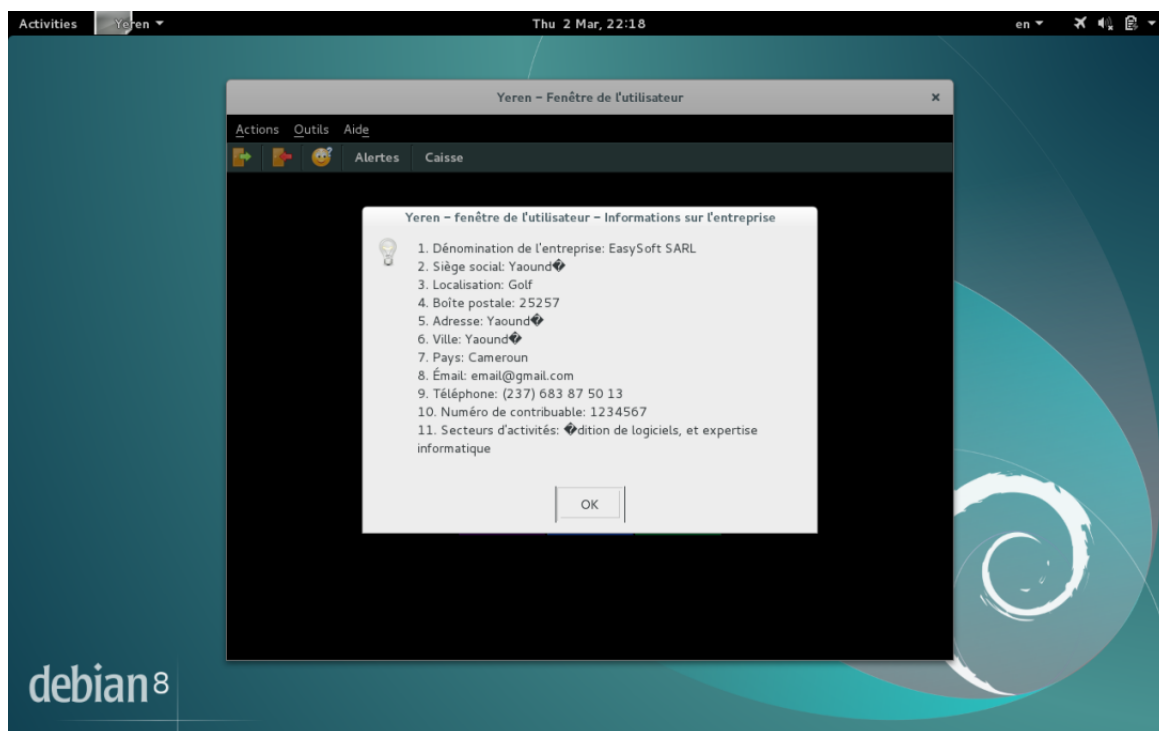 Activities Yeren Thu 2 Mar, 22:18 en
Yeren – Fenêtre de l'utilisateur
Actions Outils Aide
Alertes Caisse
Yeren – fenêtre de l'utilisateur – Informations sur l'entreprise
1. Dénomination de l'entreprise: EasySoft SARL
2. Siège social: Yaound�
3. Localisation: Golf
4. Boîte postale: 25257
5. Adresse: Yaound�
6. Ville: Yaound�
7. Pays: Cameroun
8. Émail: email@gmail.com
9. Téléphone: (237) 683 87 50 13
10. Numéro de contribuable: 1234567
11. Secteurs d'activités: �dition de logiciels, et expertise
informatique
OK
debian 8